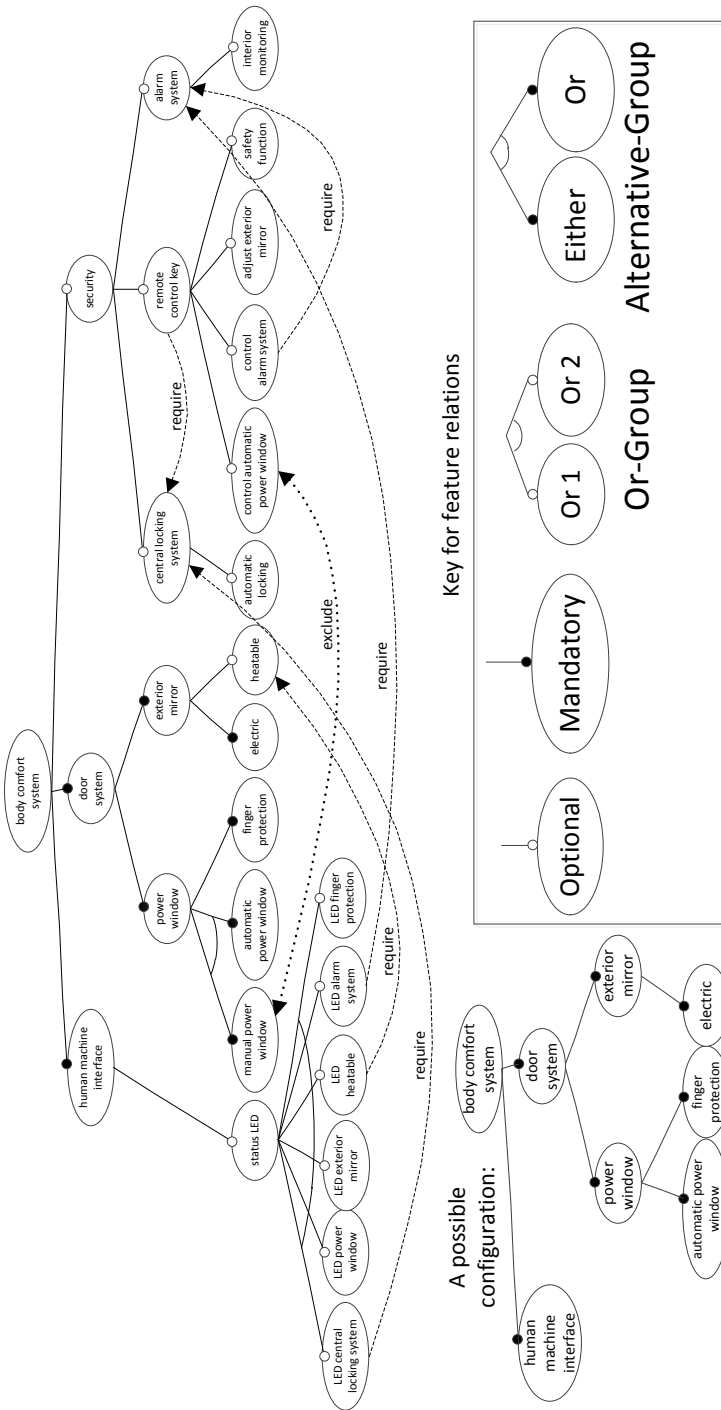 body comfort
system
human machine
interface
door
system
security
status LED
power
window
exterior
mirror
central locking
system
remote
control key
alarm
system
manual power
window
automatic
power window
finger
protection
electric
heatable
automatic
locking
control automatic
power window
control
alarm system
adjust exterior
mirror
safety
function
interior
monitoring
LED central
locking system
LED power
window
LED exterior
mirror
LED
heatable
LED alarm
system
LED finger
protection
require
require
exclude
require
require
require
A possible
configuration:
body comfort
system
human
machine
interface
door
system
power
window
exterior
mirror
automatic power
window
finger
protection
electric
Key for feature relations
Optional
Mandatory
Or 1
Or 2
Or-Group
Either
Or
Alternative-Group